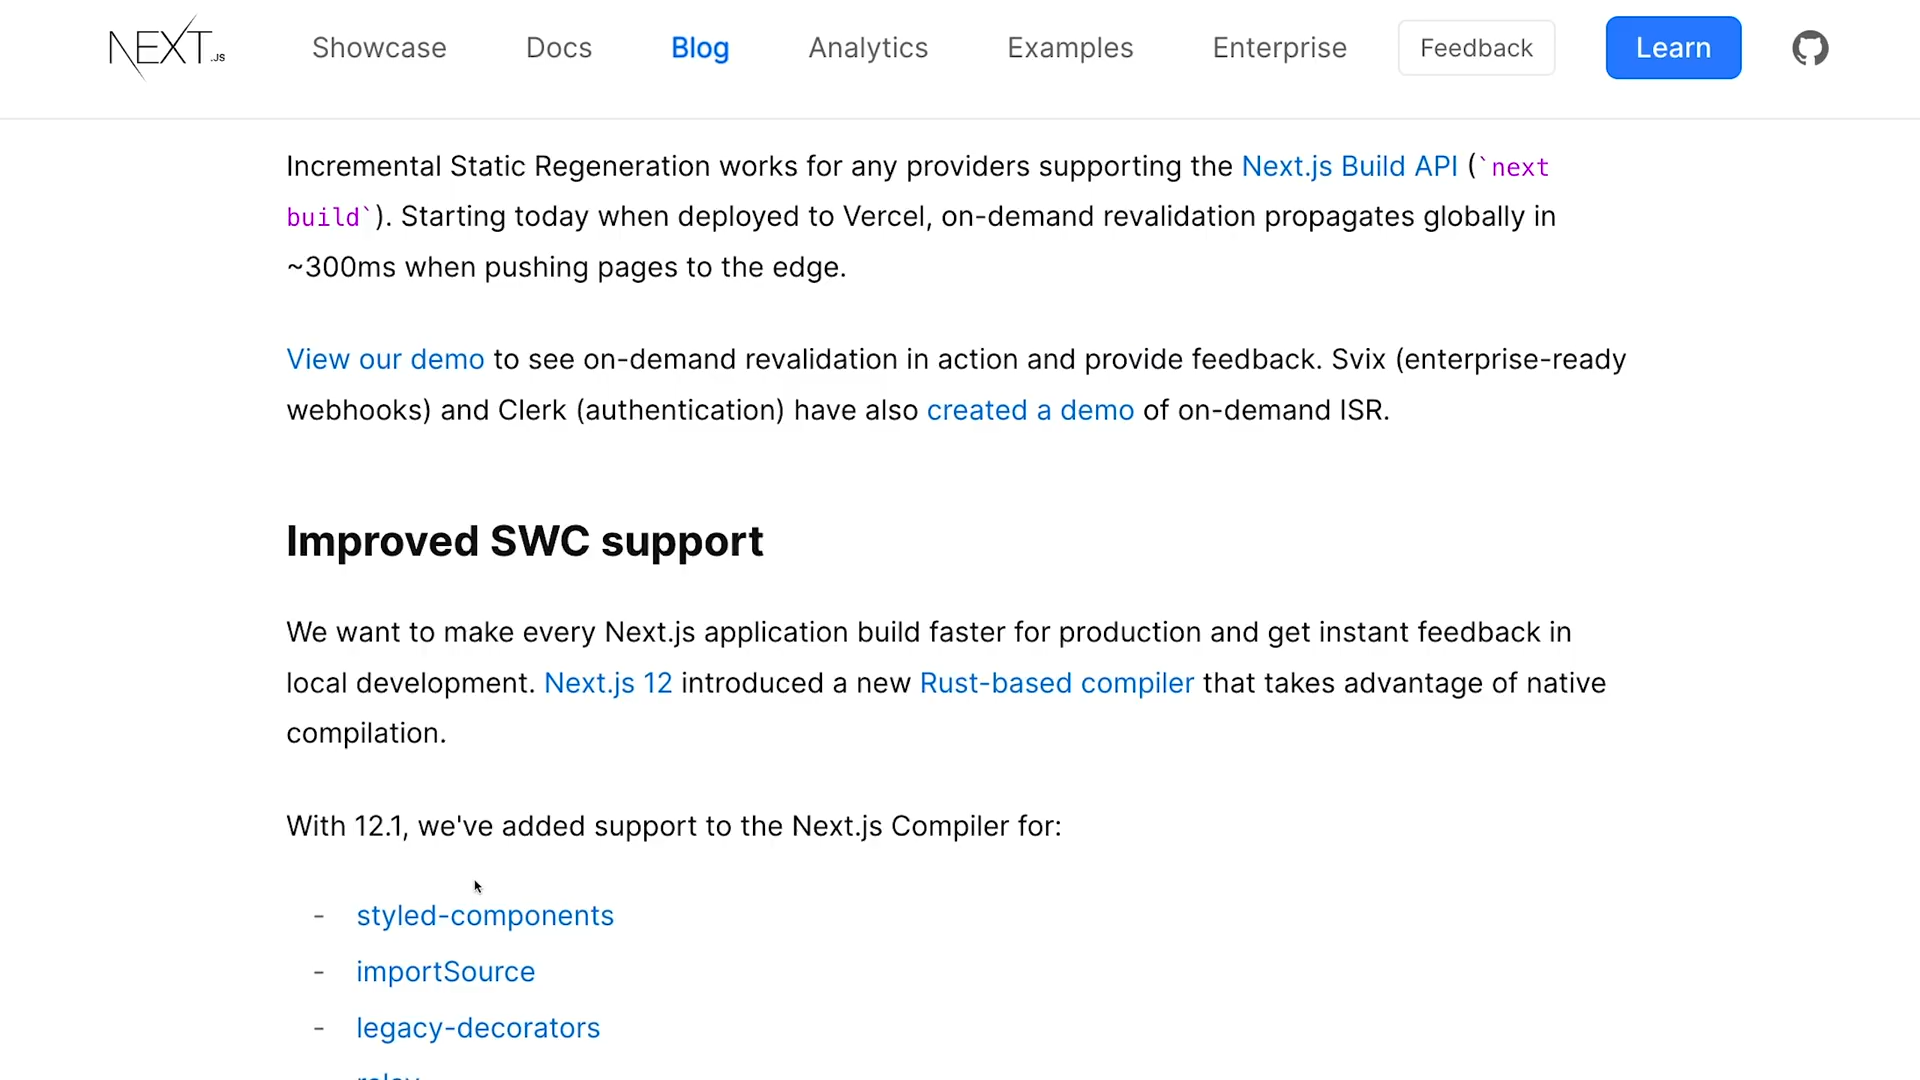 NEXT.JS
Showcase
Docs
Blog
Analytics
Examples
Enterprise
Feedback
Learn
Incremental Static Regeneration works for any providers supporting the Next.js Build API (`next
build`). Starting today when deployed to Vercel, on-demand revalidation propagates globally in
~300ms when pushing pages to the edge.
View our demo to see on-demand revalidation in action and provide feedback. Svix (enterprise-ready
webhooks) and Clerk (authentication) have also created a demo of on-demand ISR.
Improved SWC support
We want to make every Next.js application build faster for production and get instant feedback in
local development. Next.js 12 introduced a new Rust-based compiler that takes advantage of native
compilation.
With 12.1, we've added support to the Next.js Compiler for:
- styled-components
- importSource
- legacy-decorators